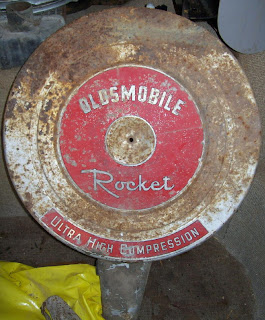 OLDSMOBILE
Rocket
ULTRA HIGH COMPRESSION